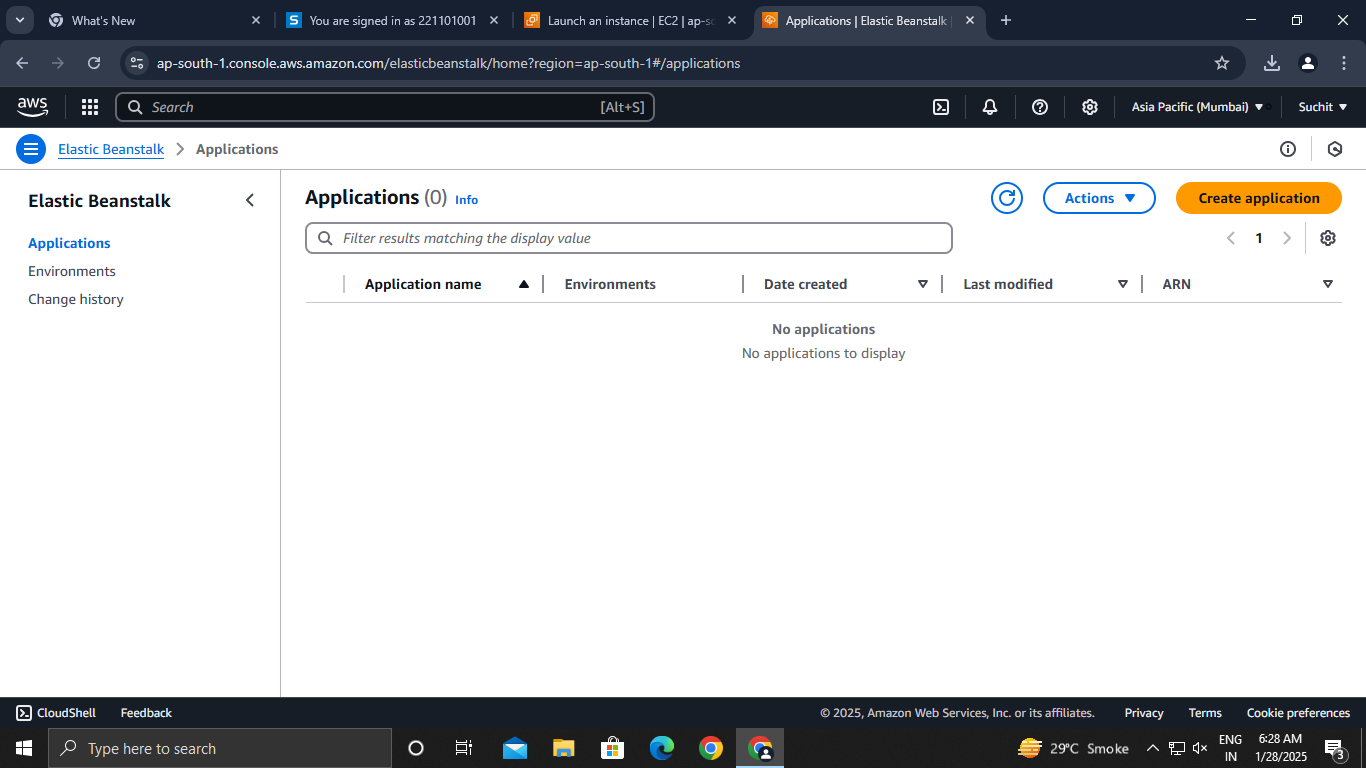 What's New
You are signed in as 221101001
Launch an instance | EC2 | ap-so
Applications | Elastic Beanstalk |
ap-south-1.console.aws.amazon.com/elasticbeanstalk/home?region=ap-south-1#/applications
aws
Search
[Alt+S]
Asia Pacific (Mumbai)
Suchit
Elastic Beanstalk
Applications
Elastic Beanstalk
Applications
Environments
Change history
Applications (0) Info
Actions
Create application
Filter results matching the display value
1
Application name
Environments
Date created
Last modified
ARN
No applications
No applications to display
CloudShell
Feedback
© 2025, Amazon Web Services, Inc. or its affiliates.
Privacy
Terms
Cookie preferences
Type here to search
29°C Smoke
ENG
IN
6:28 AM
1/28/2025
3